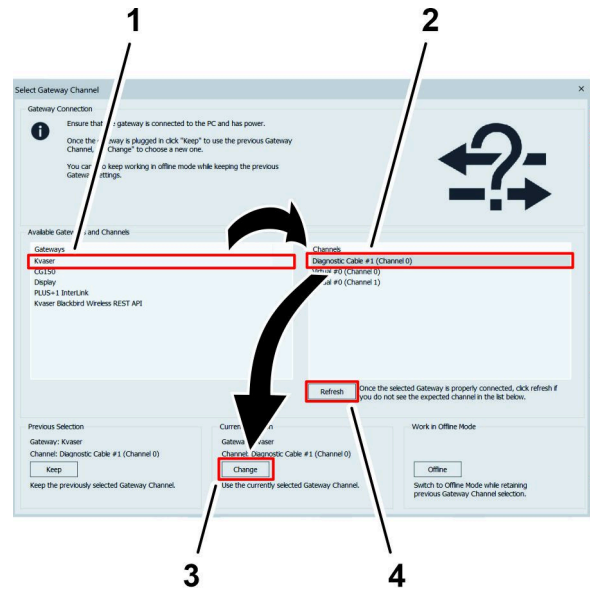 1
2
Select Gateway Channel
×
Gateway Connection
Ensure that gateway is connected to the PC and has power.
Once the gateway is plugged in click "Keep" to use the previous Gateway
Channel, "Change" to choose a new one.
You can to keep working in offline mode while keeping the previous
Gateway settings.
Available Gateways and Channels
Gateways
Kvaser
CG150
Display
PLUS+1 InterLink
Kvaser Blackbird Wireless REST API
Channels
Diagnostic Cable #1 (Channel 0)
Virtual #0 (Channel 0)
#0 (Channel 1)
Refresh
Once the selected Gateway is properly connected, click refresh if
you do not see the expected channel in the list below.
Previous Selection
Gateway: Kvaser
Channel: Diagnostic Cable #1 (Channel 0)
Keep
Keep the previously selected Gateway Channel.
Current
Gateway: Kvaser
Channel: Diagnostic Cable #1 (Channel 0)
Change
Use the currently selected Gateway Channel.
Work in Offline Mode
Offline
Switch to Offline Mode while retaining
previous Gateway Channel selection.
3
4